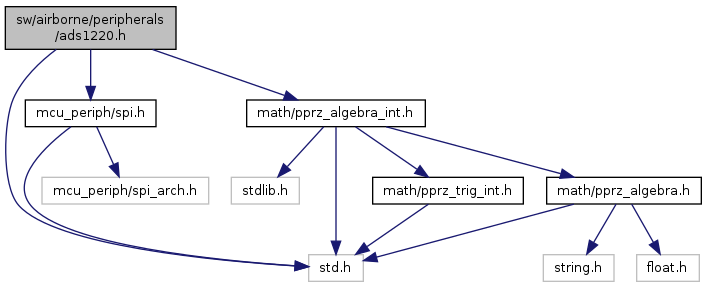 sw/airborne/peripherals
/ads1220.h
mcu_periph/spi.h
math/pprz_algebra_int.h
mcu_periph/spi_arch.h
stdlib.h
math/pprz_trig_int.h
math/pprz_algebra.h
std.h
string.h
float.h